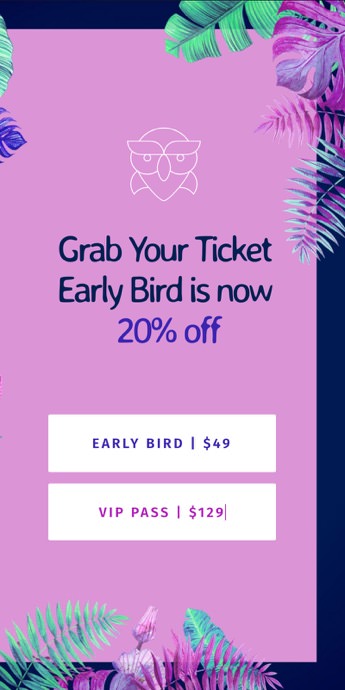 Grab Your Ticket
Early Bird is now
20% off
EARLY BIRD | $49
VIP PASS | $129